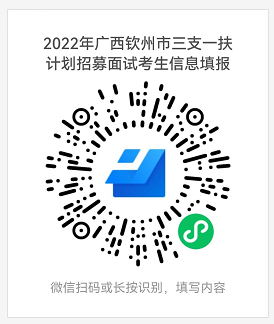 2022年广西钦州市三支一扶
计划招募面试考生信息填报
微信扫码或长按识别，填写内容